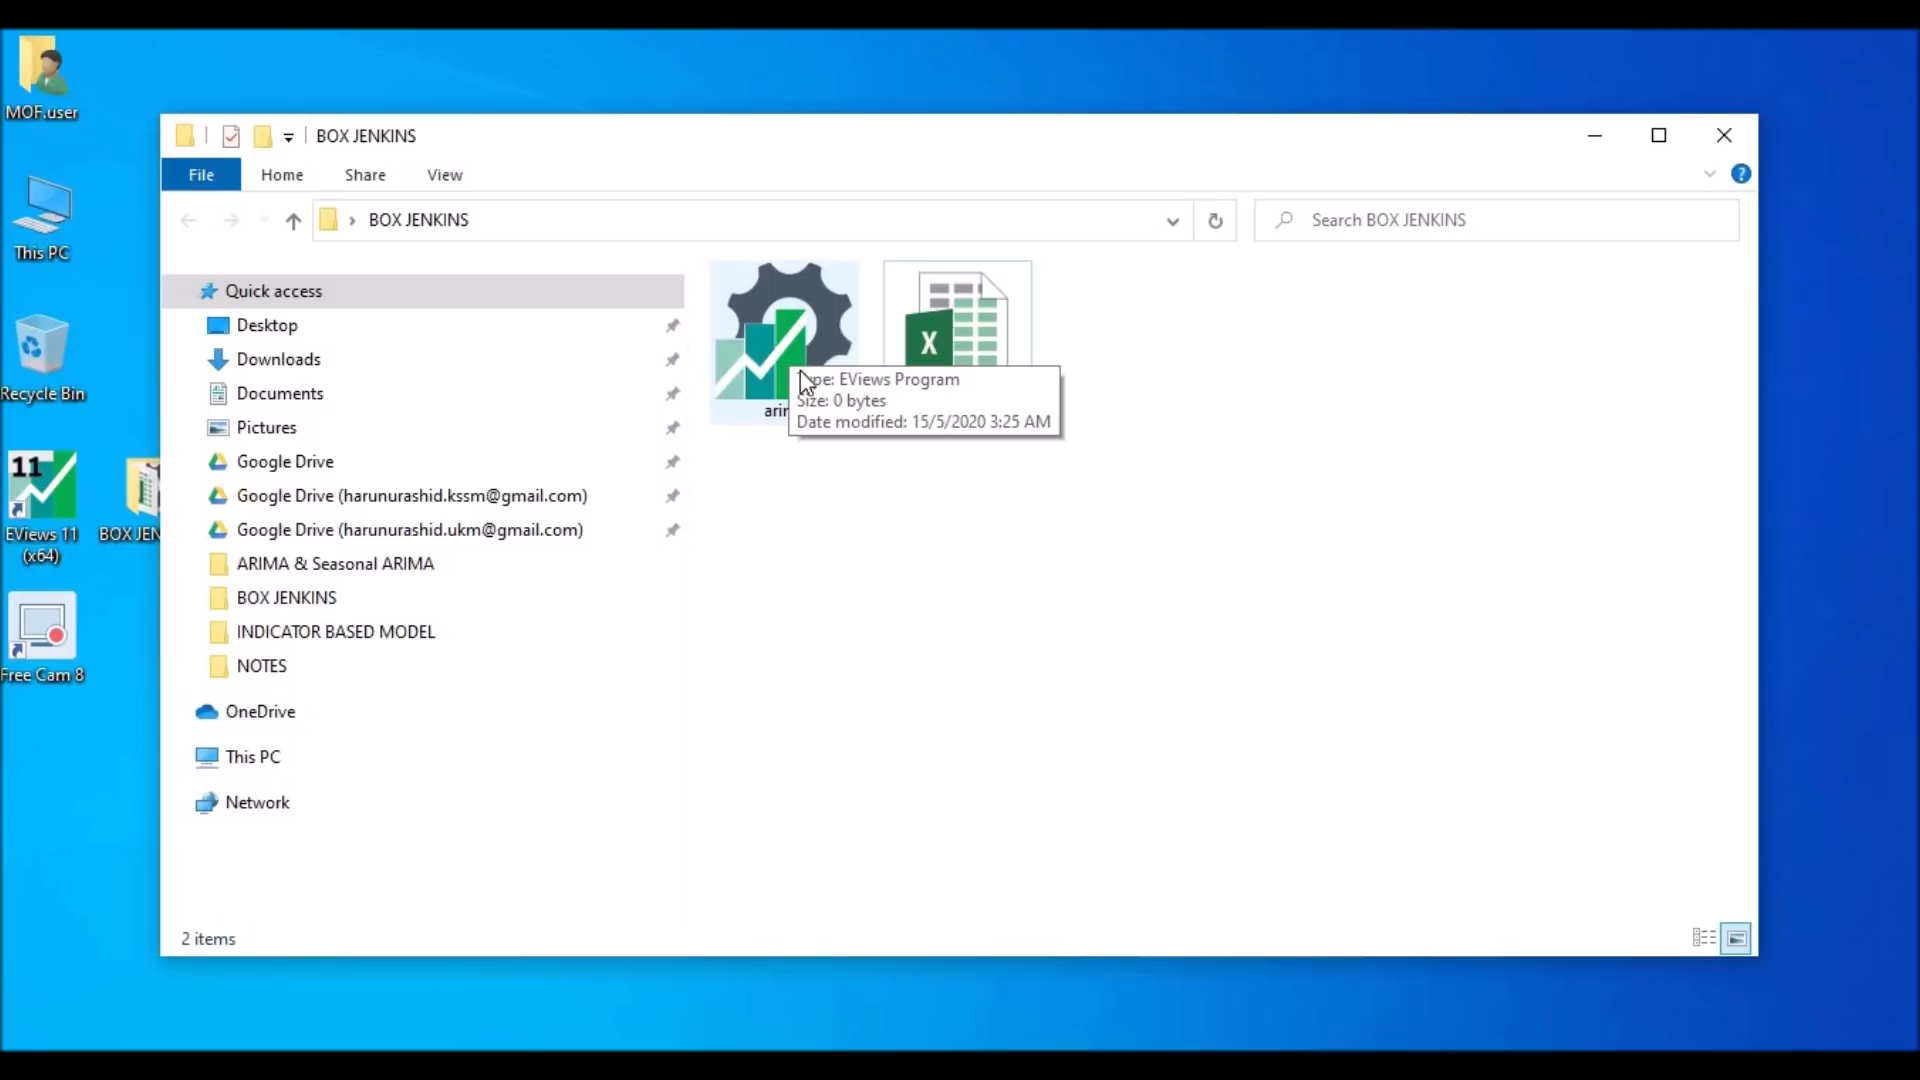 MOF.user
This PC
Recycle Bin
11
EViews 11
(x64)
BOX JEN
Free Cam 8
BOX JENKINS
File
Home
Share
View
?
BOX JENKINS
Search BOX JENKINS
Quick access
Desktop
Downloads
Documents
Pictures
Google Drive
Google Drive (harunurashid.kssm@gmail.com)
Google Drive (harunurashid.ukm@gmail.com)
ARIMA & Seasonal ARIMA
BOX JENKINS
INDICATOR BASED MODEL
NOTES
OneDrive
This PC
Network
X
EViews Program
Size: 0 bytes
Date modified: 15/5/2020 3:25 AM
2 items